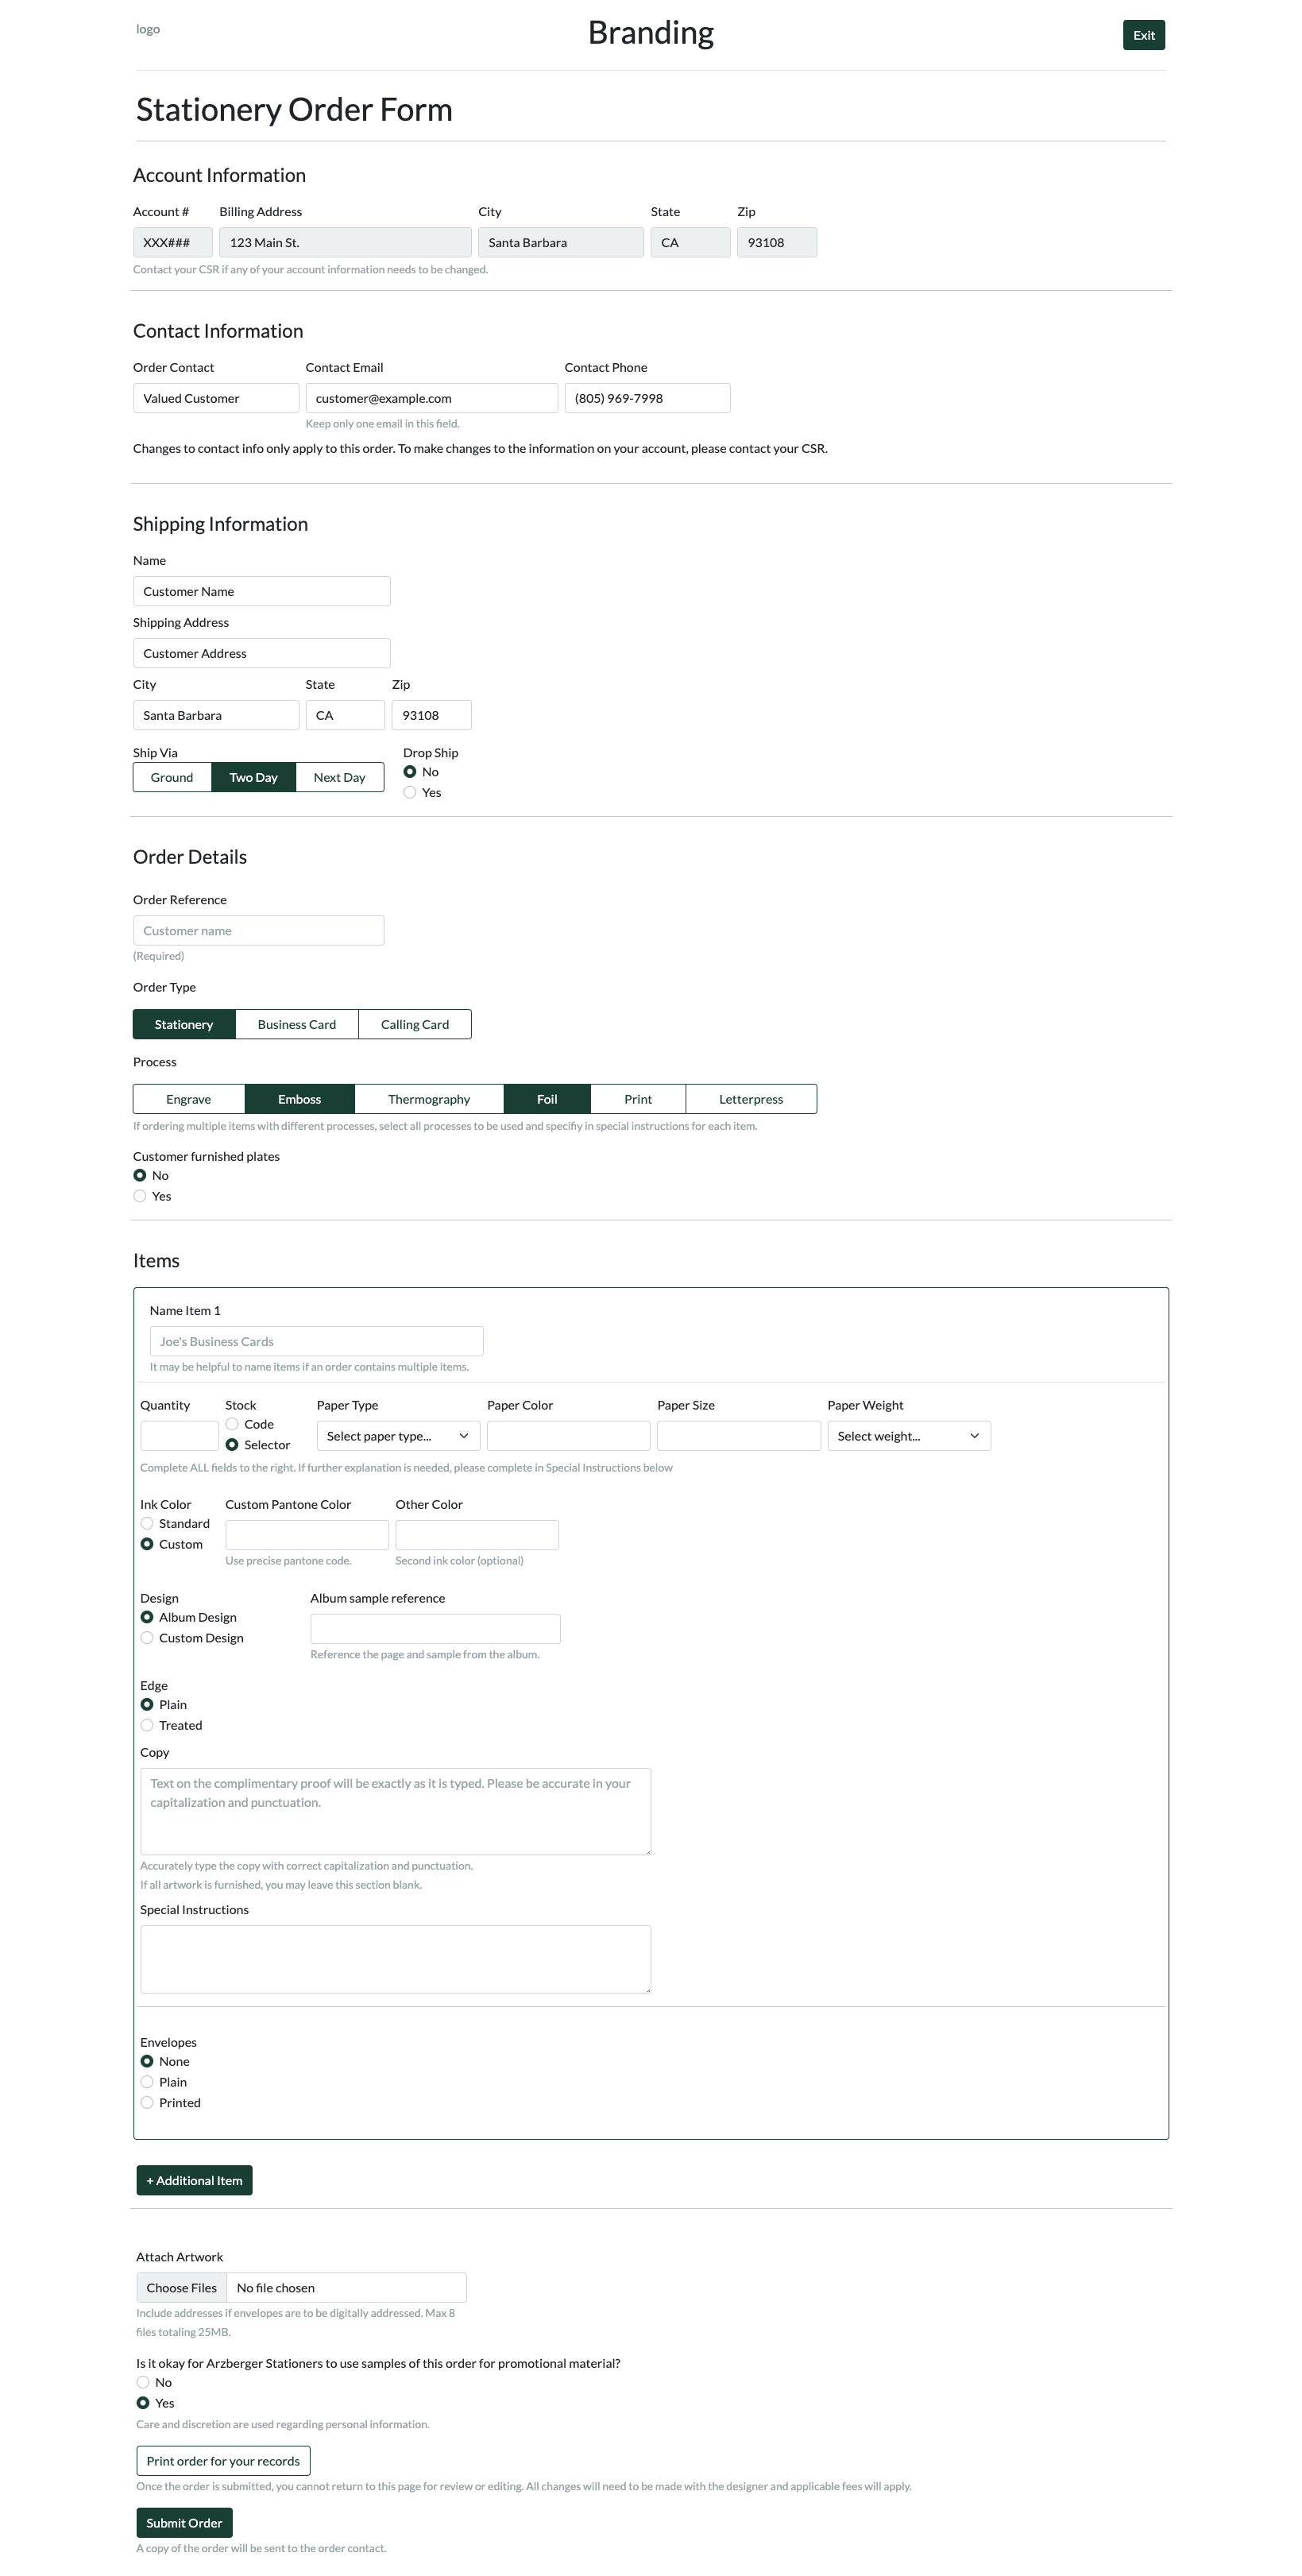 logo
Branding
Exit
Stationery Order Form
Account Information
Account # Billing Address City State Zip
XXX### 123 Main St. Santa Barbara CA 93108
Contact your CSR if any of your account information needs to be changed.
Contact Information
Order Contact Contact Email Contact Phone
Valued Customer customer@example.com (805) 969-7998
Keep only one email in this field.
Changes to contact info only apply to this order. To make changes to the information on your account, please contact your CSR.
Shipping Information
Name
Customer Name
Shipping Address
Customer Address
City State Zip
Santa Barbara CA 93108
Ship Via Drop Ship
Ground Two Day Next Day No
Yes
Order Details
Order Reference
Customer name
(Required)
Order Type
Stationery Business Card Calling Card
Process
Engrave Emboss Thermography Foil Print Letterpress
If ordering multiple items with different processes, select all processes to be used and specifiy in special instructions for each item.
Customer furnished plates
No
Yes
Items
Name Item 1
Joe's Business Cards
It may be helpful to name items if an order contains multiple items.
Quantity Stock Paper Type Paper Color Paper Size Paper Weight
Code
Selector Select paper type... Select weight...
Complete ALL fields to the right. If further explanation is needed, please complete in Special Instructions below
Ink Color Custom Pantone Color Other Color
Standard
Custom
Use precise pantone code. Second ink color (optional)
Design Album sample reference
Album Design
Custom Design
Reference the page and sample from the album.
Edge
Plain
Treated
Copy
Text on the complimentary proof will be exactly as it is typed. Please be accurate in your
capitalization and punctuation.
Accurately type the copy with correct capitalization and punctuation.
If all artwork is furnished, you may leave this section blank.
Special Instructions
Envelopes
None
Plain
Printed
+ Additional Item
Attach Artwork
Choose Files No file chosen
Include addresses if envelopes are to be digitally addressed. Max 8
files totaling 25MB.
Is it okay for Arzberger Stationers to use samples of this order for promotional material?
No
Yes
Care and discretion are used regarding personal information.
Print order for your records
Once the order is submitted, you cannot return to this page for review or editing. All changes will need to be made with the designer and applicable fees will apply.
Submit Order
A copy of the order will be sent to the order contact.